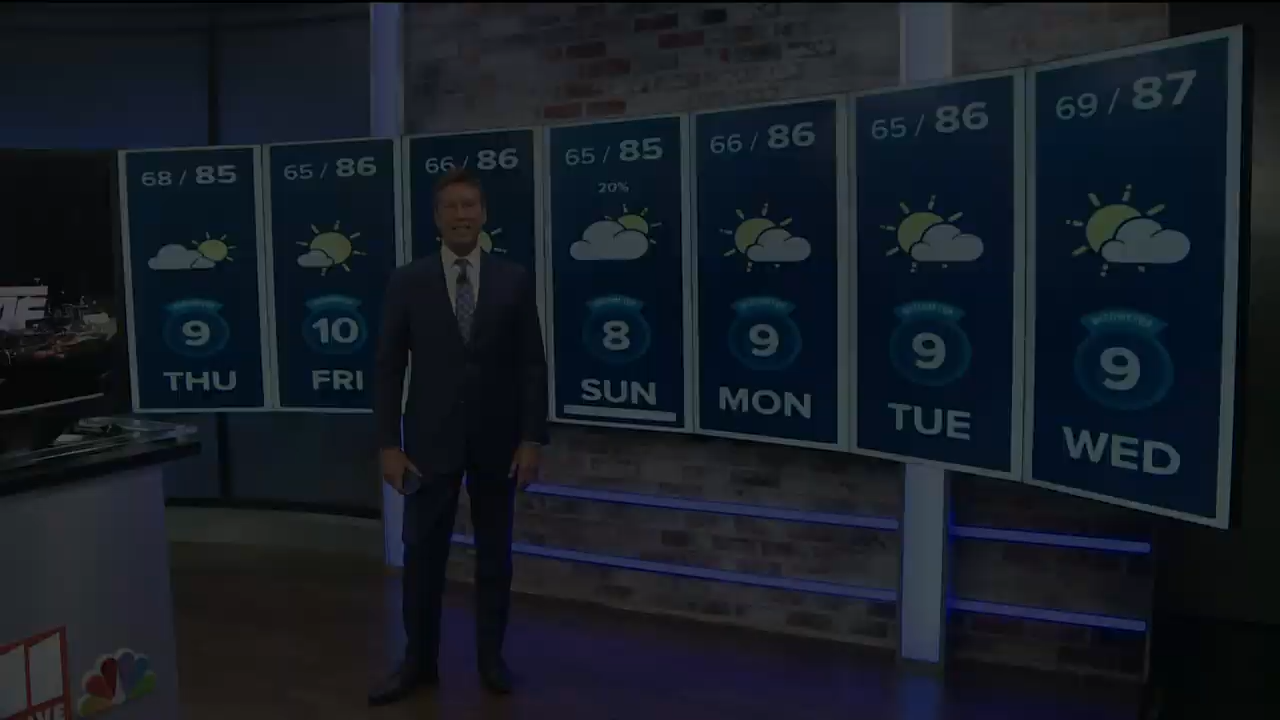 68 / 85
65 / 86
66 / 86
65 / 85
66 / 86
65 / 86
69 / 87
20%
9
10
8
9
9
9
THU
FRI
SUN
MON
TUE
WED